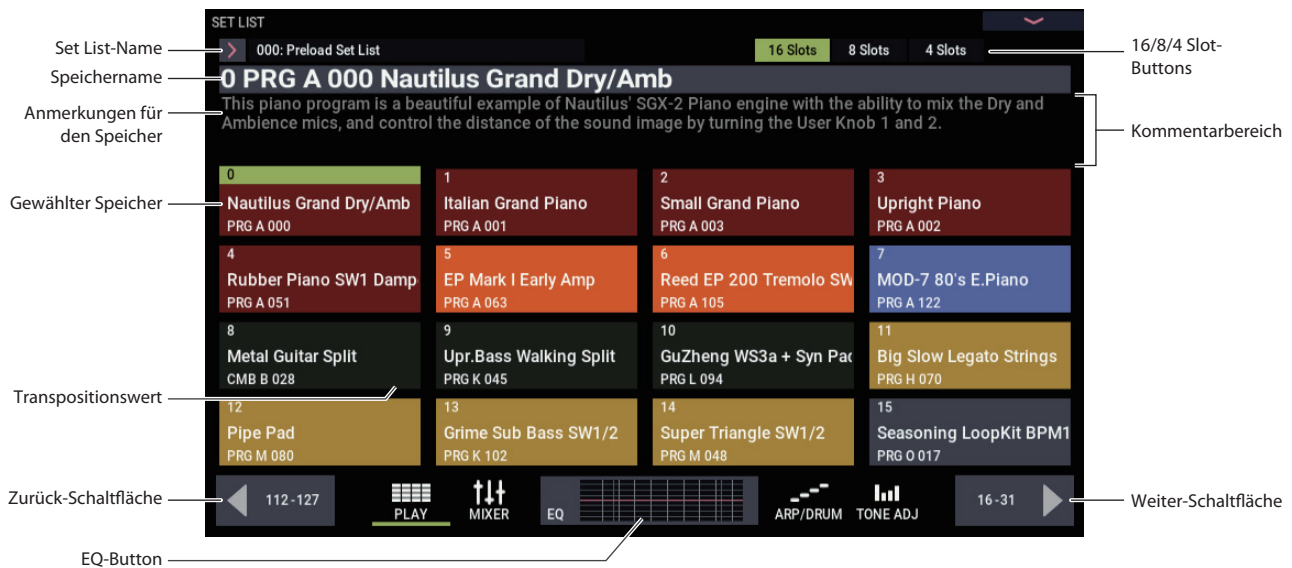 SET LIST
Set List-Name
000: Preload Set List
16 Slots
8 Slots
4 Slots
16/8/4 Slot-
Buttons
Speichername
0 PRG A 000 Nautilus Grand Dry/Amb
This piano program is a beautiful example of Nautilus' SGX-2 Piano engine with the ability to mix the Dry and
Ambience mics, and control the distance of the sound image by turning the User Knob 1 and 2.
Anmerkungen für
den Speicher
Kommentarbereich
Gewählter Speicher
0
Nautilus Grand Dry/Amb
PRG A 000
1
Italian Grand Piano
PRG A 001
2
Small Grand Piano
PRG A 003
3
Upright Piano
PRG A 002
4
Rubber Piano SW1 Damp
PRG A 051
5
EP Mark I Early Amp
PRG A 063
6
Reed EP 200 Tremolo SW
PRG A 105
7
MOD-7 80's E.Piano
PRG A 122
8
Metal Guitar Split
CMB B 028
9
Upr.Bass Walking Split
PRG K 045
10
GuZheng WS3a + Syn Pad
PRG L 094
11
Big Slow Legato Strings
PRG H 070
Transpositionswert
12
Pipe Pad
PRG M 080
13
Grime Sub Bass SW1/2
PRG K 102
14
Super Triangle SW1/2
PRG M 048
15
Seasoning LoopKit BPM1
PRG O 017
Zurück-Schaltfläche
112-127
PLAY
MIXER
EQ
ARP/DRUM
TONE ADJ
16-31
Weiter-Schaltfläche
EQ-Button